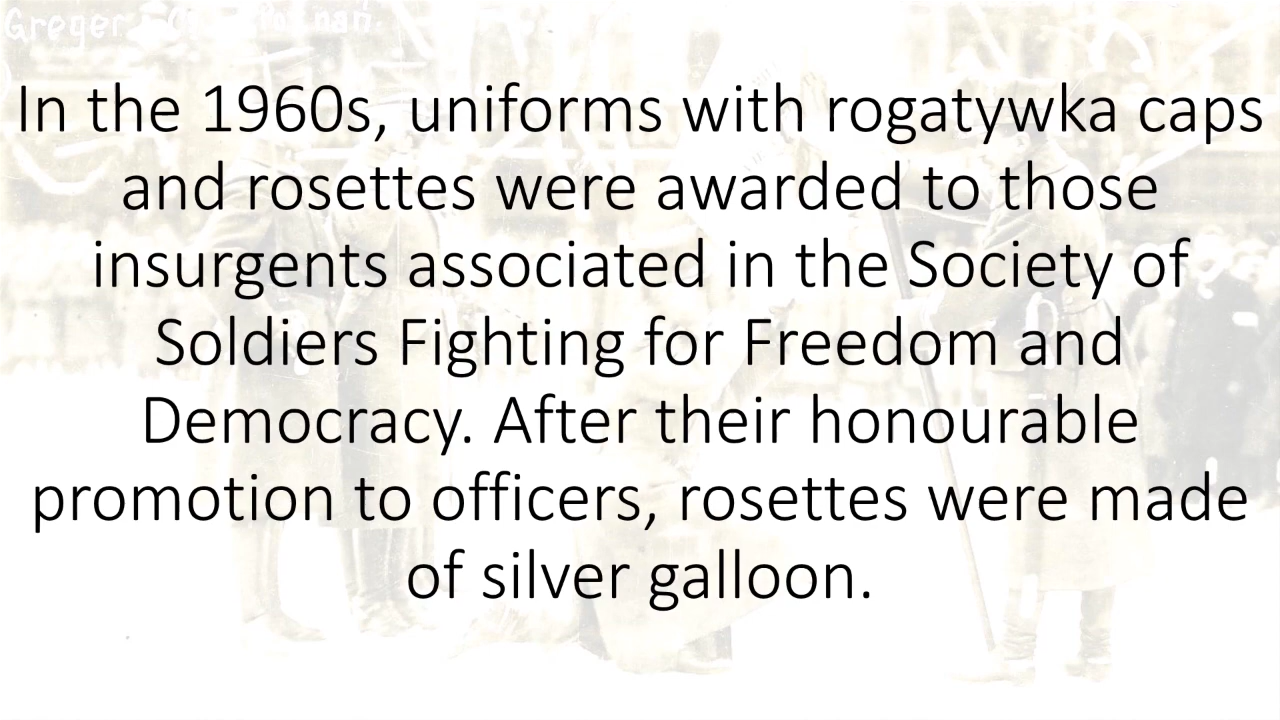 Greger
In the 1960s, uniforms with rogatywka caps
and rosettes were awarded to those
insurgents associated in the Society of
Soldiers Fighting for Freedom and
Democracy. After their honourable
promotion to officers, rosettes were made
of silver galloon.